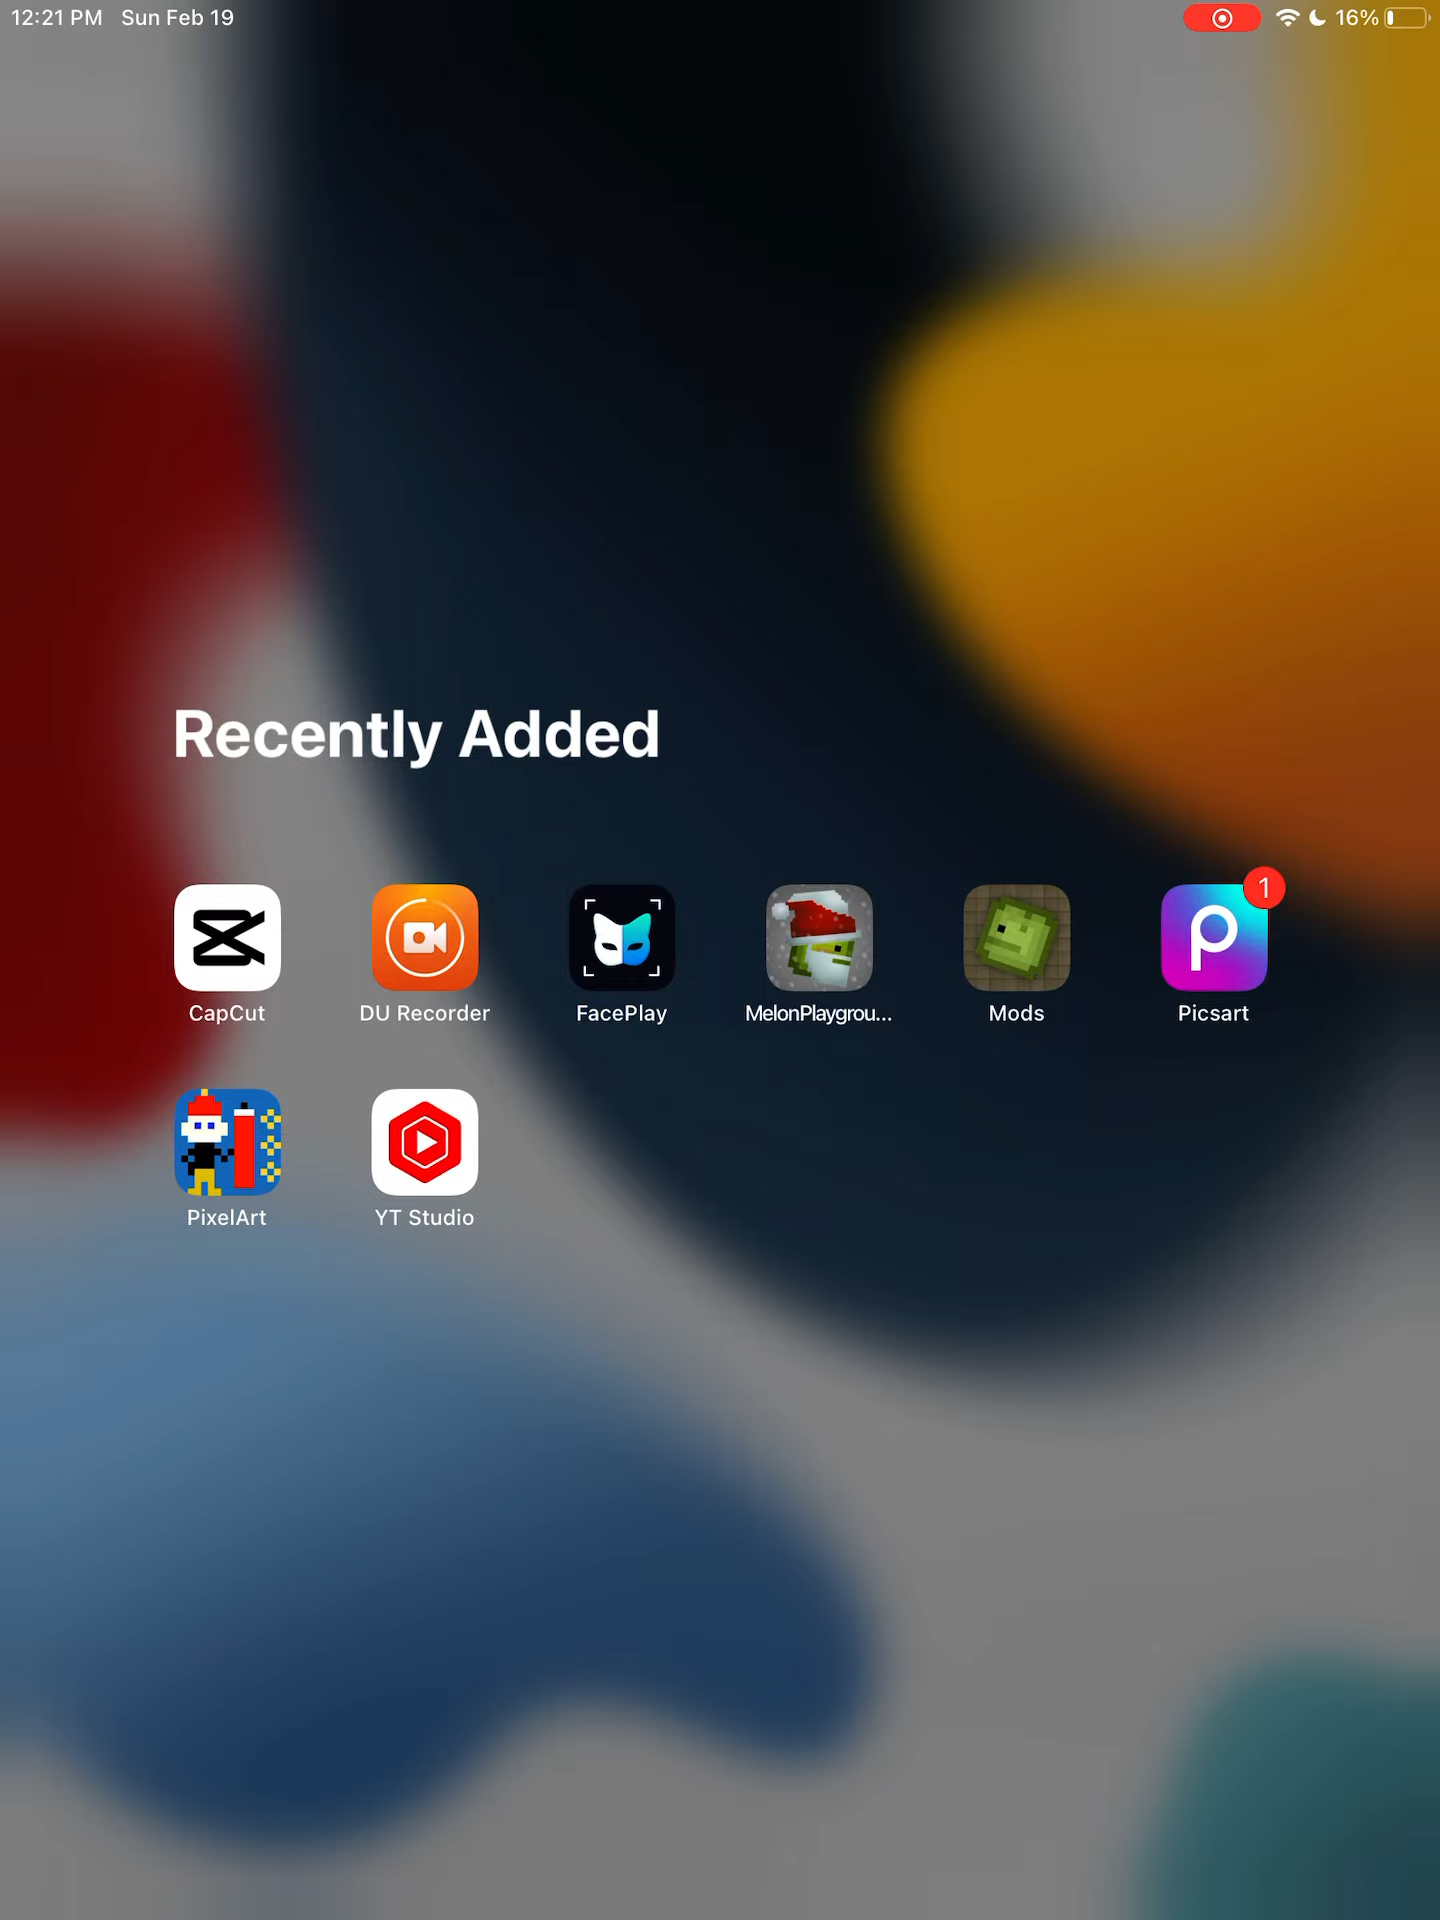 12:21 PM Sun Feb 19 16%
Recently Added
1
CapCut DU Recorder FacePlay MelonPlaygrou... Mods Picsart
PixelArt YT Studio